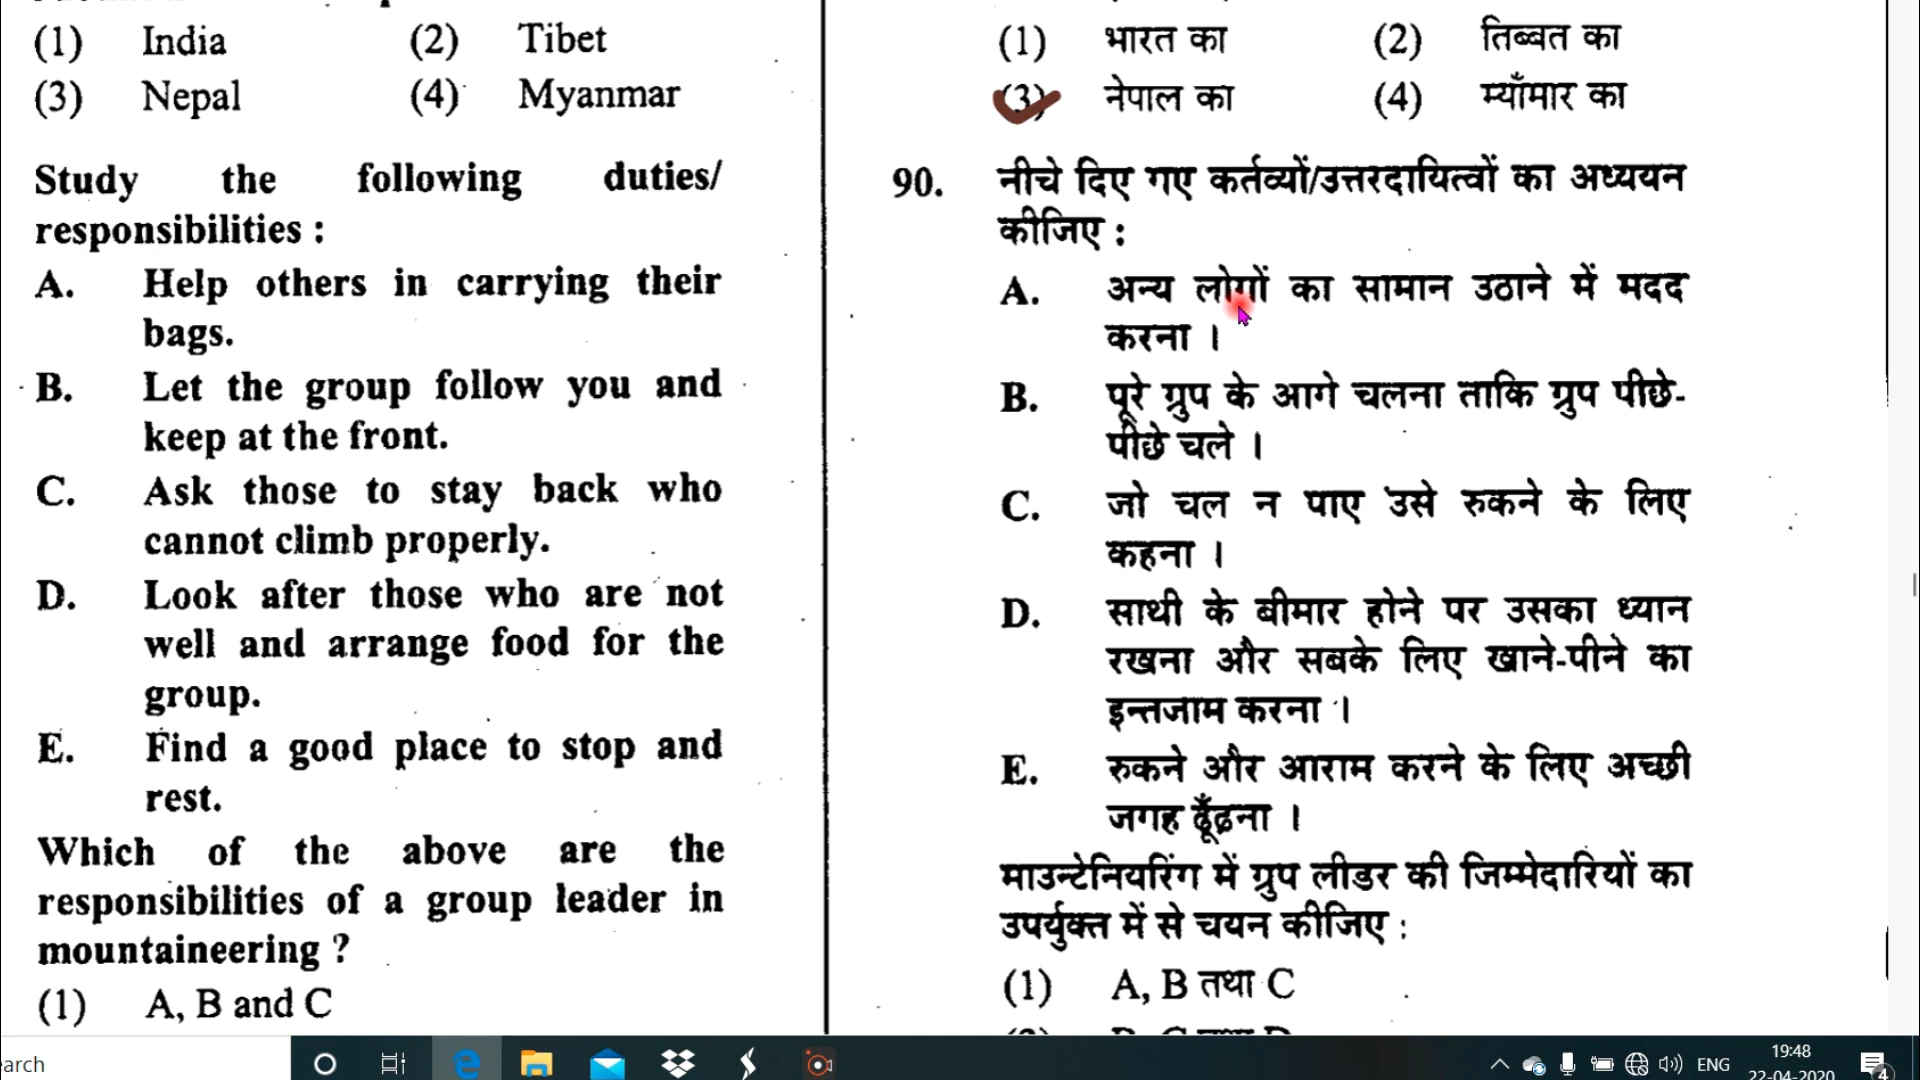 (1) India (2) Tibet
(3) Nepal (4) Myanmar
Study the following duties/
responsibilities :
A. Help others in carrying their
bags.
B. Let the group follow you and
keep at the front.
C. Ask those to stay back who
cannot climb properly.
D. Look after those who are not
well and arrange food for the
group.
E. Find a good place to stop and
rest.
Which of the above are the
responsibilities of a group leader in
mountaineering ?
(1) A, B and C
(1) भारत का (2) तिब्बत का
(3) नेपाल का (4) म्याँमार का
90. नीचे दिए गए कर्तव्यों/उत्तरदायित्वों का अध्ययन
कीजिए :
A. अन्य लोगों का सामान उठाने में मदद
करना ।
B. पूरे ग्रुप के आगे चलना ताकि ग्रुप पीछे-
पीछे चले ।
C. जो चल न पाए उसे रुकने के लिए
कहना ।
D. साथी के बीमार होने पर उसका ध्यान
रखना और सबके लिए खाने-पीने का
इन्तजाम करना ।
E. रुकने और आराम करने के लिए अच्छी
जगह ढूँढ़ना ।
माउन्टेनियरिंग में ग्रुप लीडर की जिम्मेदारियों का
उपर्युक्त में से चयन कीजिए :
(1) A, B तथा C
earch
ENG
19:48
22-04-2020
4